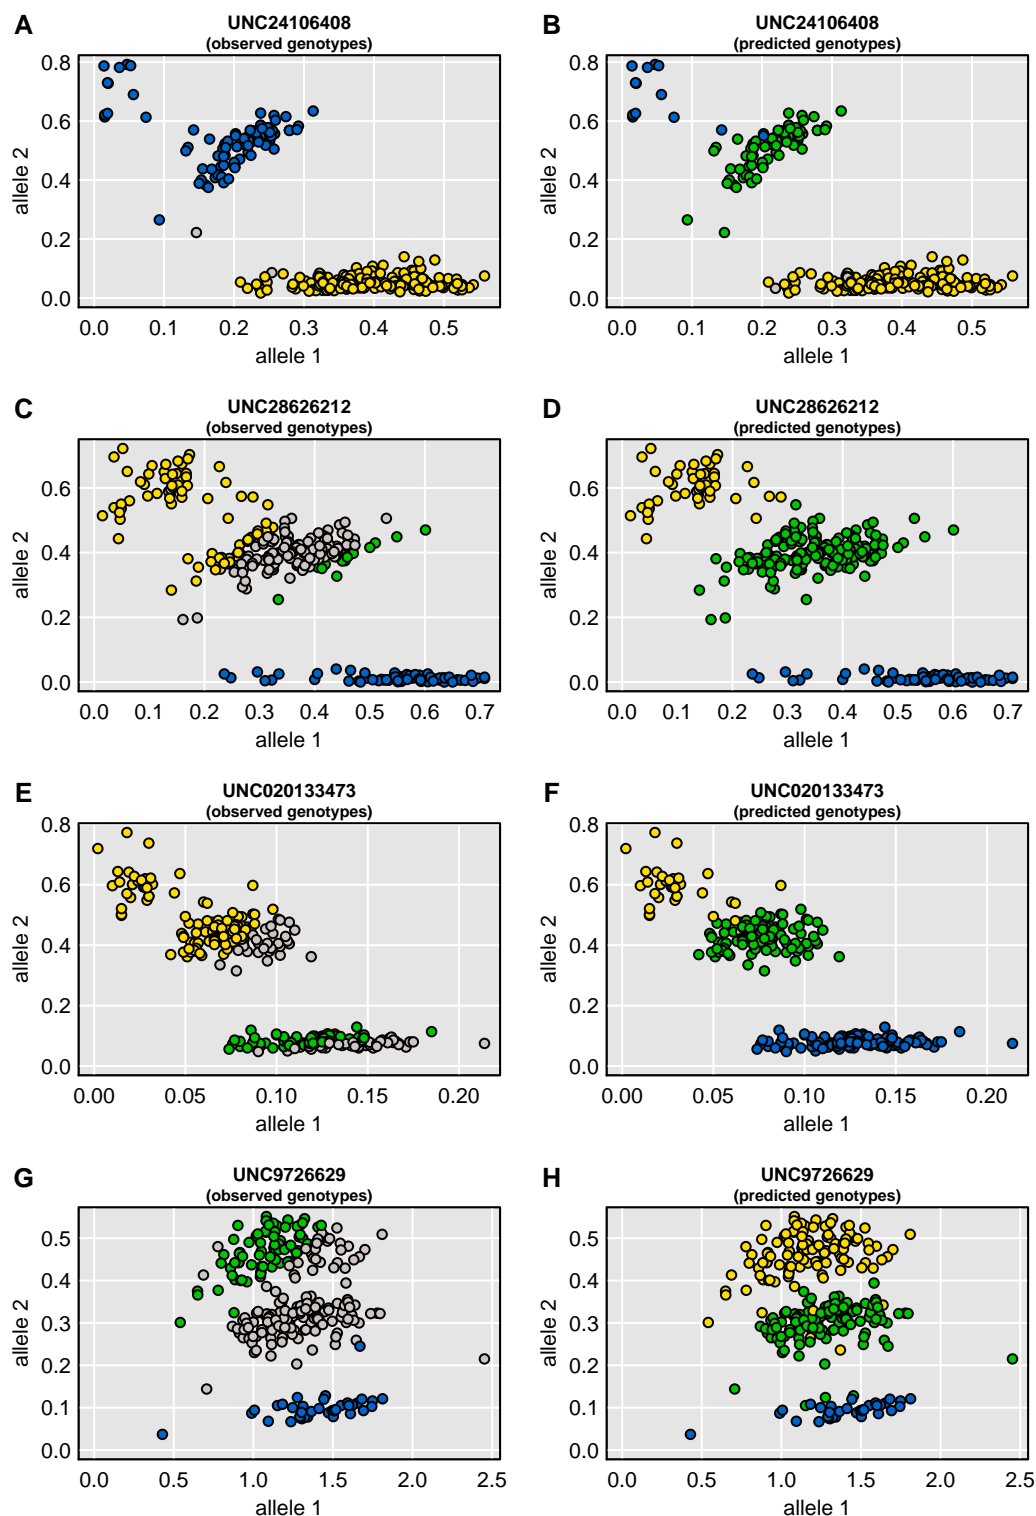 A
UNC24106408
(observed genotypes)
0.8
0.6
0.4
0.2
0.0
allele 2
0.0 0.1 0.2 0.3 0.4 0.5
allele 1
B
UNC24106408
(predicted genotypes)
0.8
0.6
0.4
0.2
0.0
allele 2
0.0 0.1 0.2 0.3 0.4 0.5
allele 1
C
UNC28626212
(observed genotypes)
0.6
0.4
0.2
0.0
allele 2
0.0 0.1 0.2 0.3 0.4 0.5 0.6 0.7
allele 1
D
UNC28626212
(predicted genotypes)
0.6
0.4
0.2
0.0
allele 2
0.0 0.1 0.2 0.3 0.4 0.5 0.6 0.7
allele 1
E
UNC020133473
(observed genotypes)
0.8
0.6
0.4
0.2
0.0
allele 2
0.00 0.05 0.10 0.15 0.20
allele 1
F
UNC020133473
(predicted genotypes)
0.8
0.6
0.4
0.2
0.0
allele 2
0.00 0.05 0.10 0.15 0.20
allele 1
G
UNC9726629
(observed genotypes)
0.5
0.4
0.3
0.2
0.1
0.0
allele 2
0.0 0.5 1.0 1.5 2.0 2.5
allele 1
H
UNC9726629
(predicted genotypes)
0.5
0.4
0.3
0.2
0.1
0.0
allele 2
0.0 0.5 1.0 1.5 2.0 2.5
allele 1